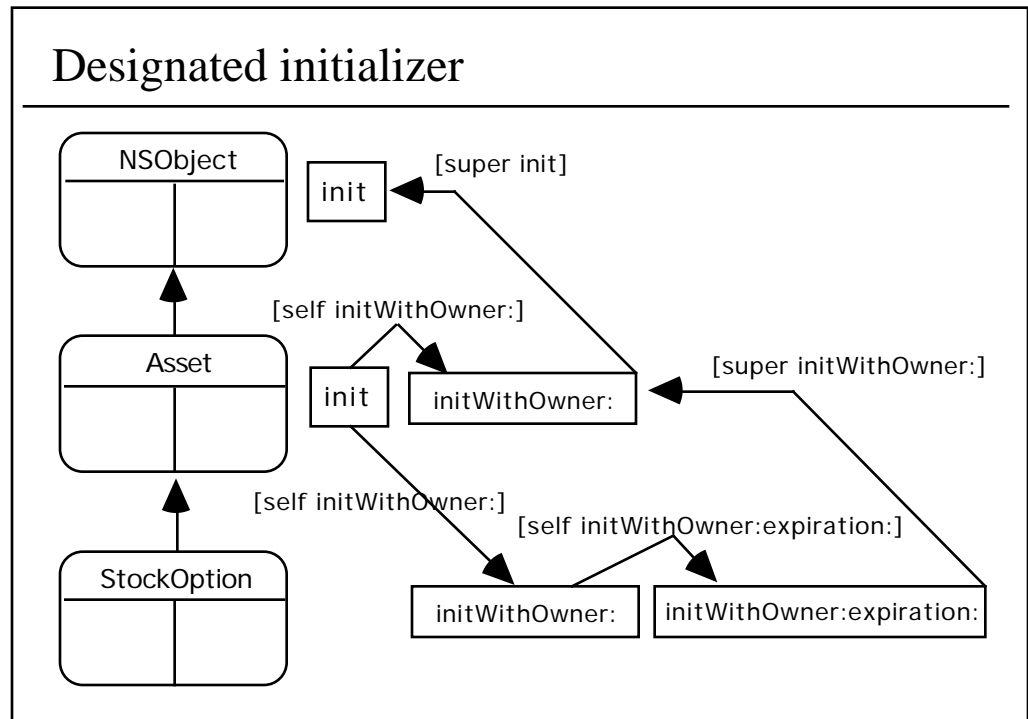 Designated initializer
NSObject
init
[super init]
[self initWithOwner:]
Asset
init
initWithOwner:
[super initWithOwner:]
[self initWithOwner:]
[self initWithOwner:expiration:]
StockOption
initWithOwner:
initWithOwner:expiration: